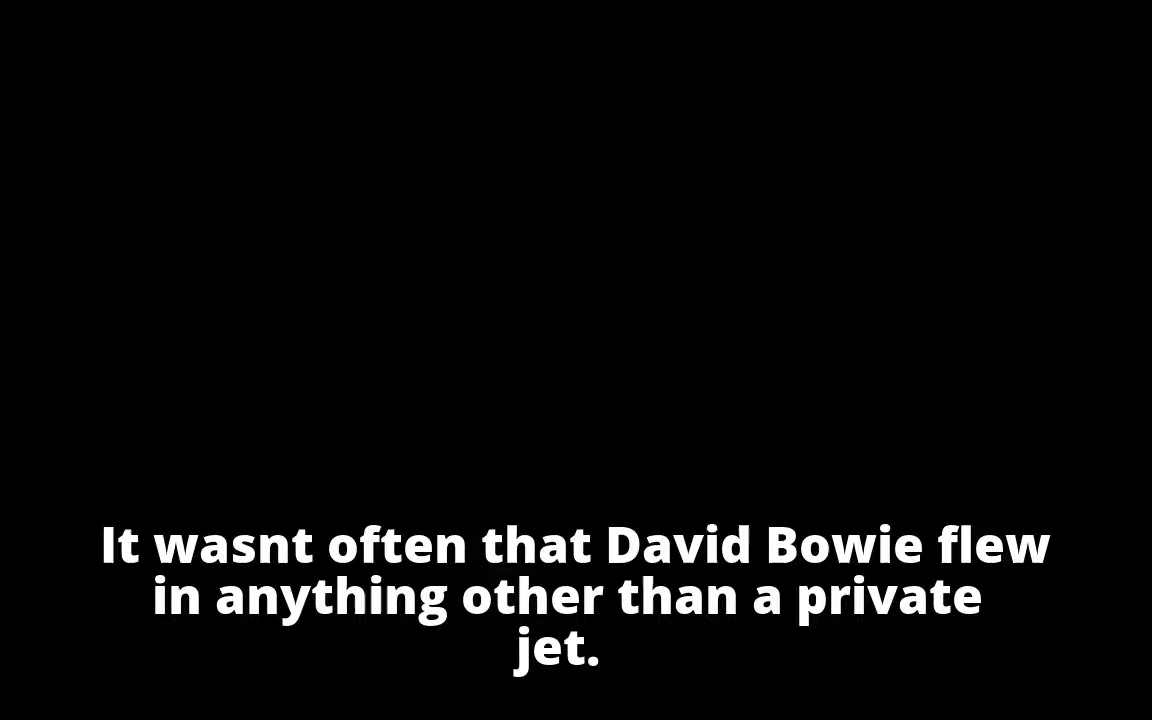 It wasnt often that David Bowie flew
in anything other than a private
jet.